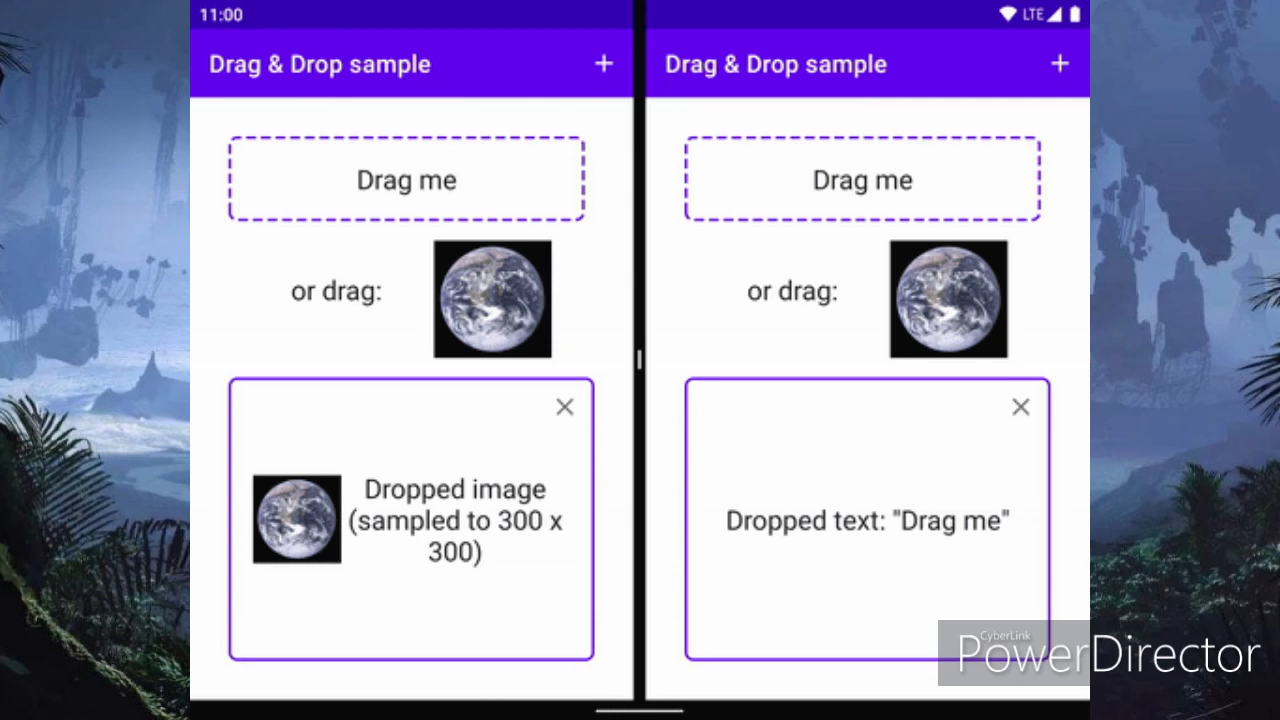 11:00
LTE
Drag & Drop sample +
Drag me
or drag:
Dropped image
(sampled to 300 x
300)
Drag & Drop sample +
Drag me
or drag:
Dropped text: "Drag me"
CyberLink
PowerDirector